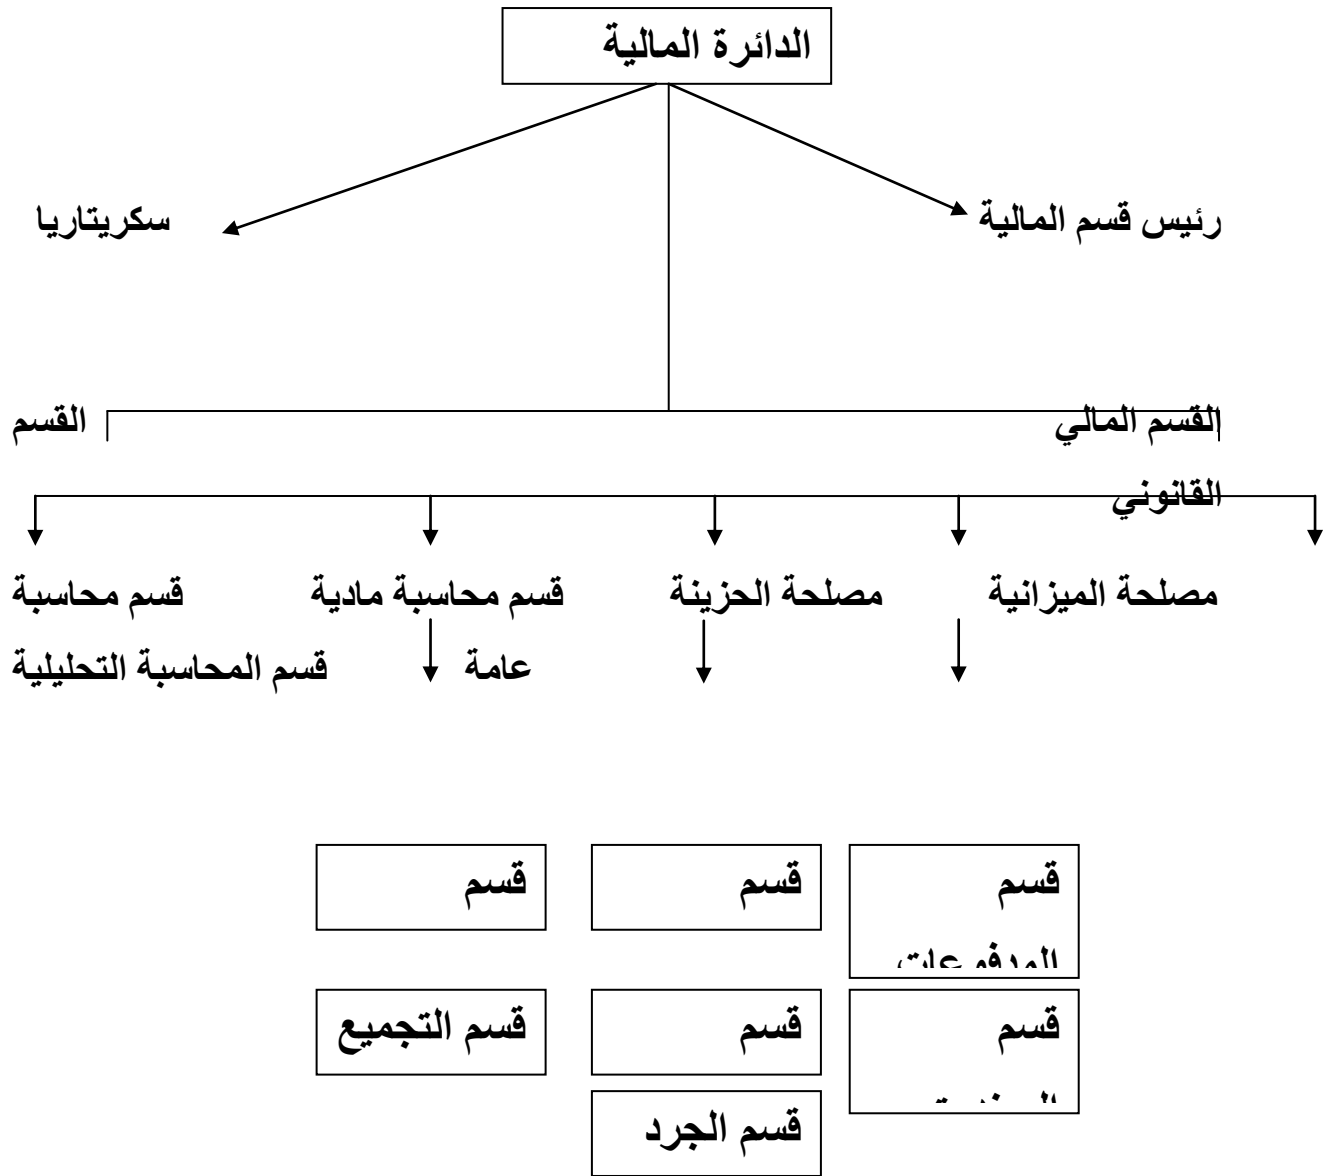 الدائرة المالية
رئيس قسم المالية سكريتاريا
القسم المالي القسم
القانوني
مصلحة الميزانية مصلحة الحزينة قسم محاسبة مادية قسم محاسبة
عامة قسم المحاسبة التحليلية
قسم قسم قسم
المدفوعات
قسم قسم قسم التجميع
قسم الجرد